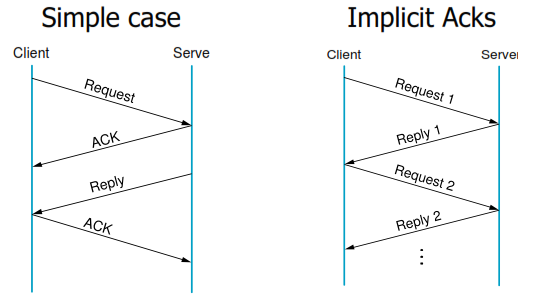 Simple case
Client Serve
Request
ACK
Reply
ACK
Implicit Acks
Client Server
Request 1
Reply 1
Request 2
Reply 2
...